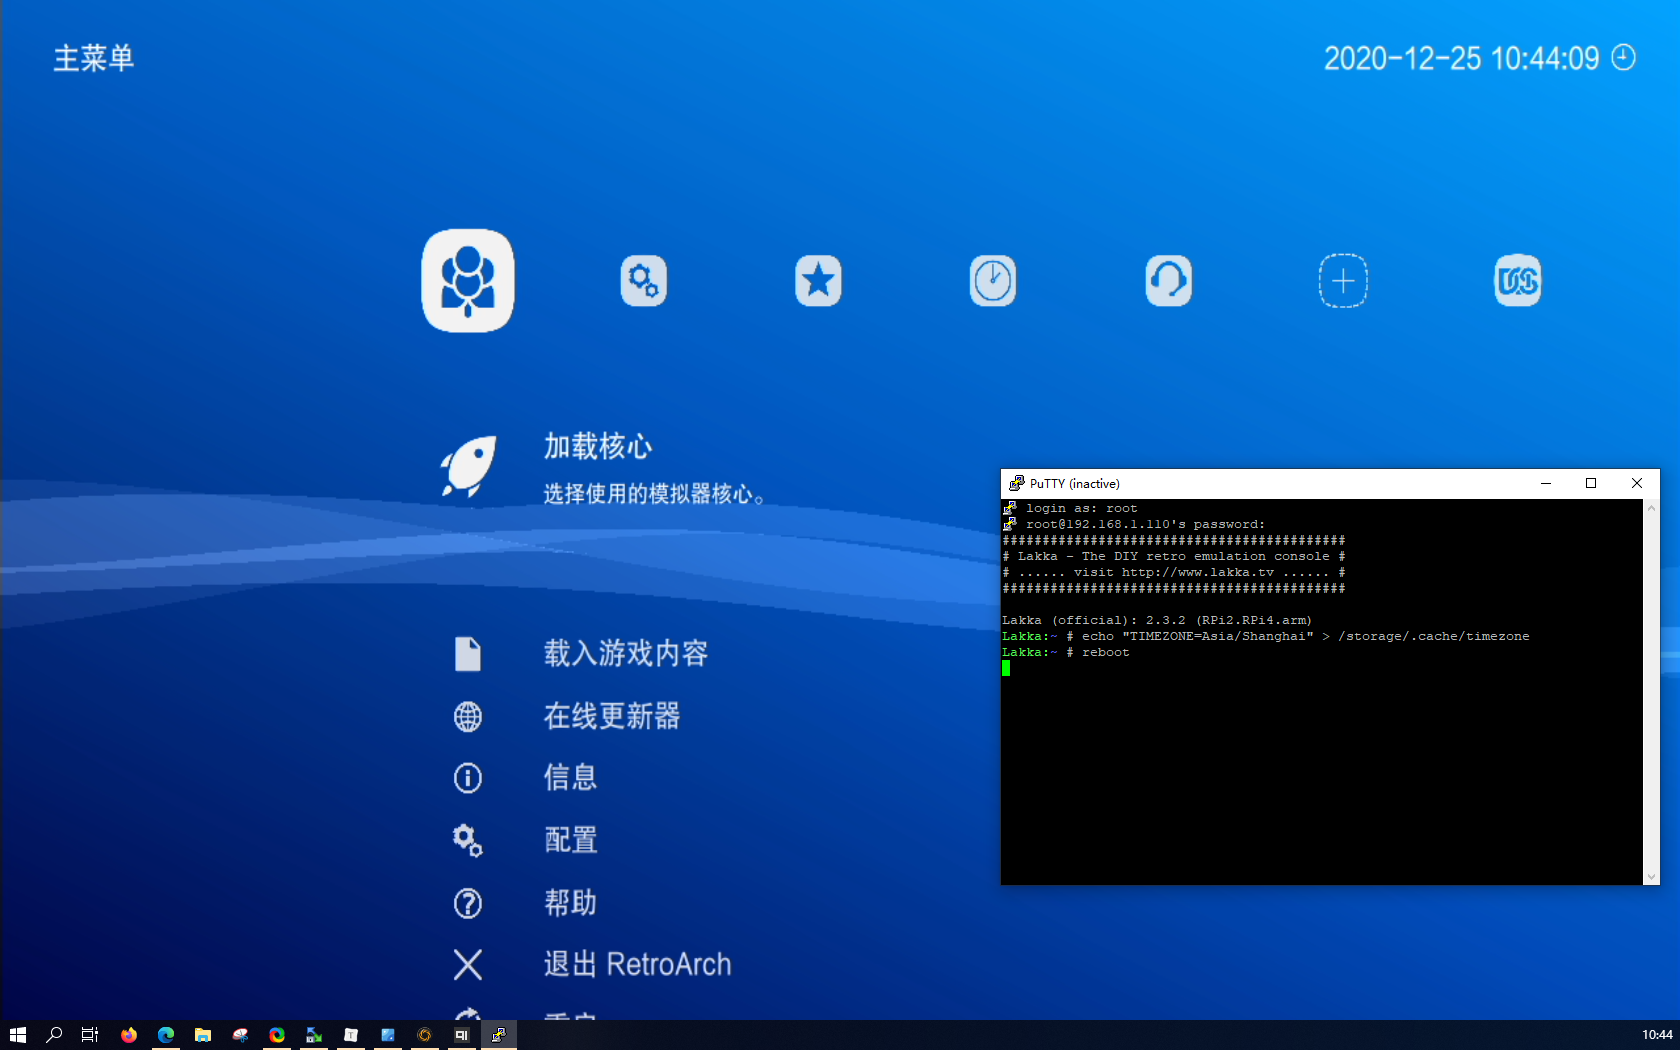 主菜单
2020-12-25 10:44:09
加载核心
选择使用的模拟器核心。
载入游戏内容
在线更新器
信息
配置
帮助
退出 RetroArch
PuTTY (inactive)
login as: root
root@192.168.1.110's password:
###########################################
# Lakka - The DIY retro emulation console #
# ...... visit http://www.lakka.tv ...... #
###########################################
Lakka (official): 2.3.2 (RPi2.RPi4.arm)
Lakka:~ # echo "TIMEZONE=Asia/Shanghai" > /storage/.cache/timezone
Lakka:~ # reboot
10:44